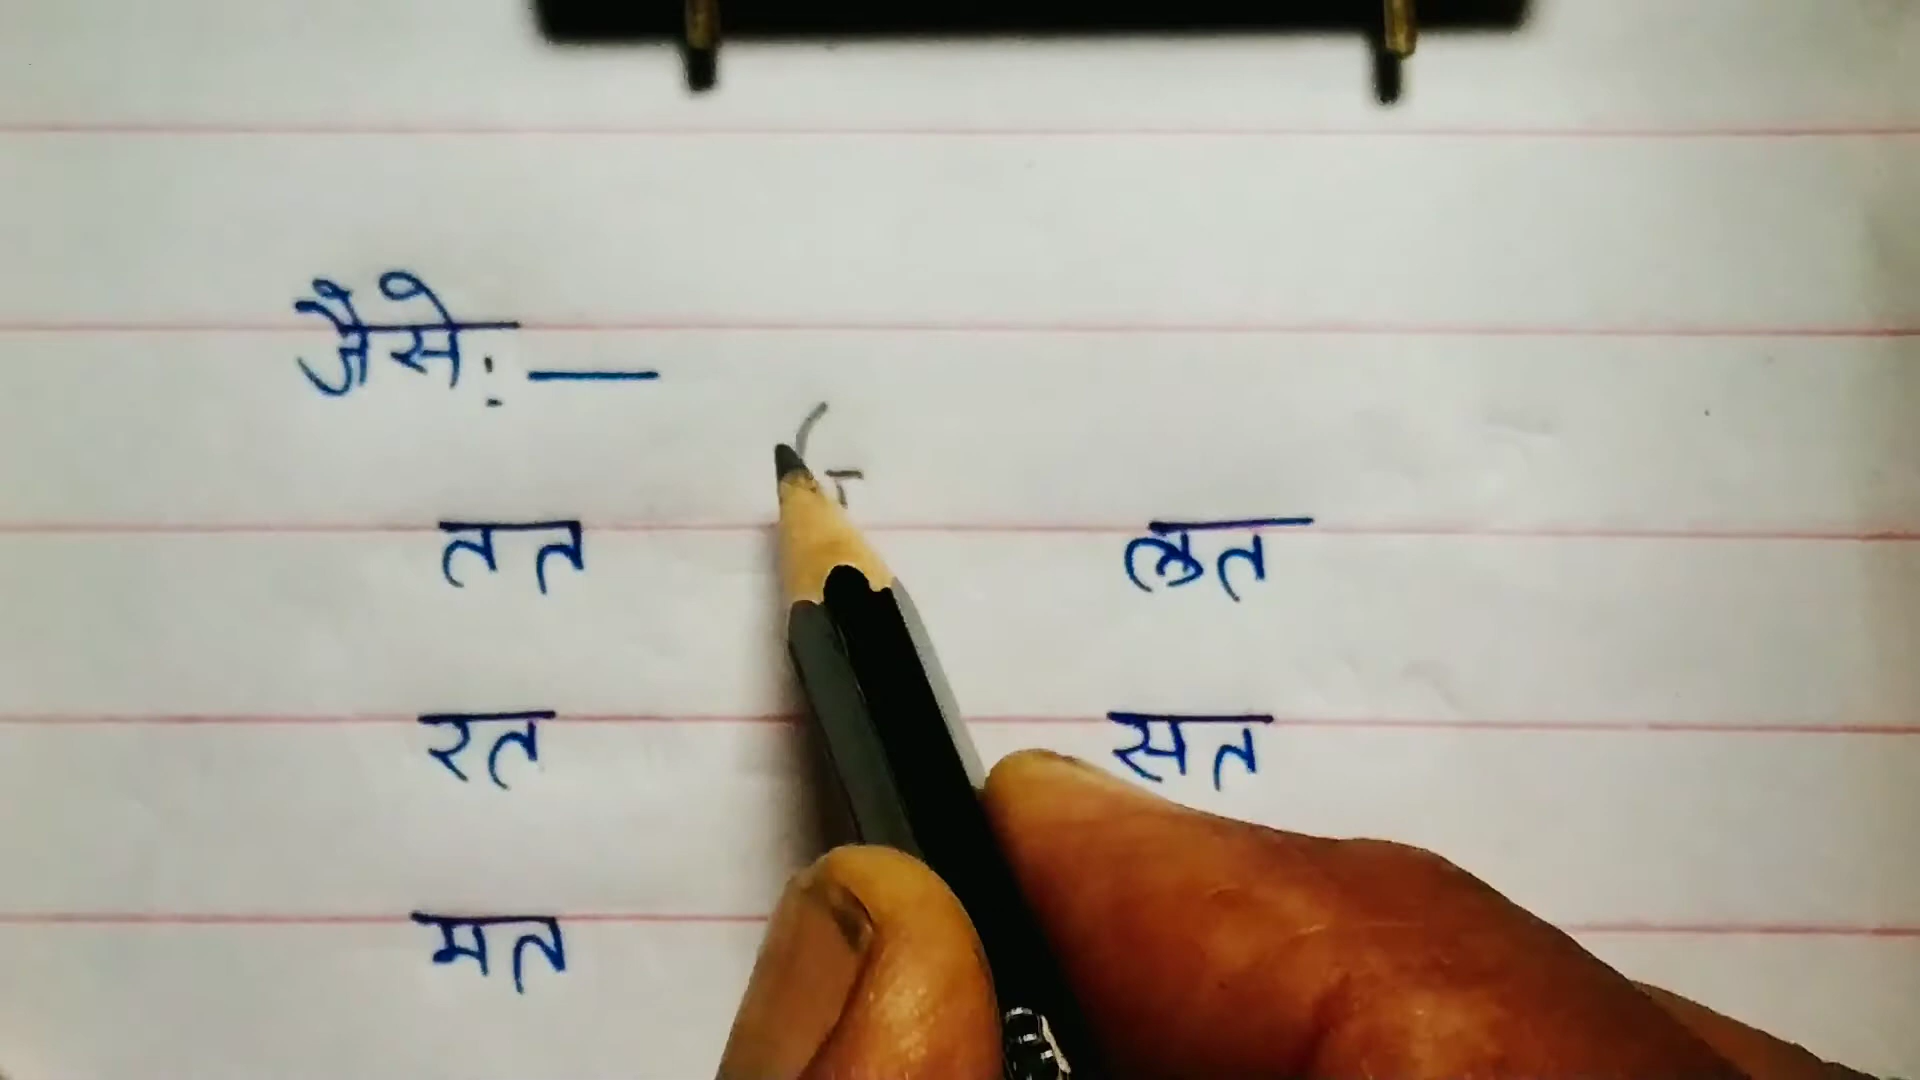 जैसे:—
तत लत
रत सत
मत